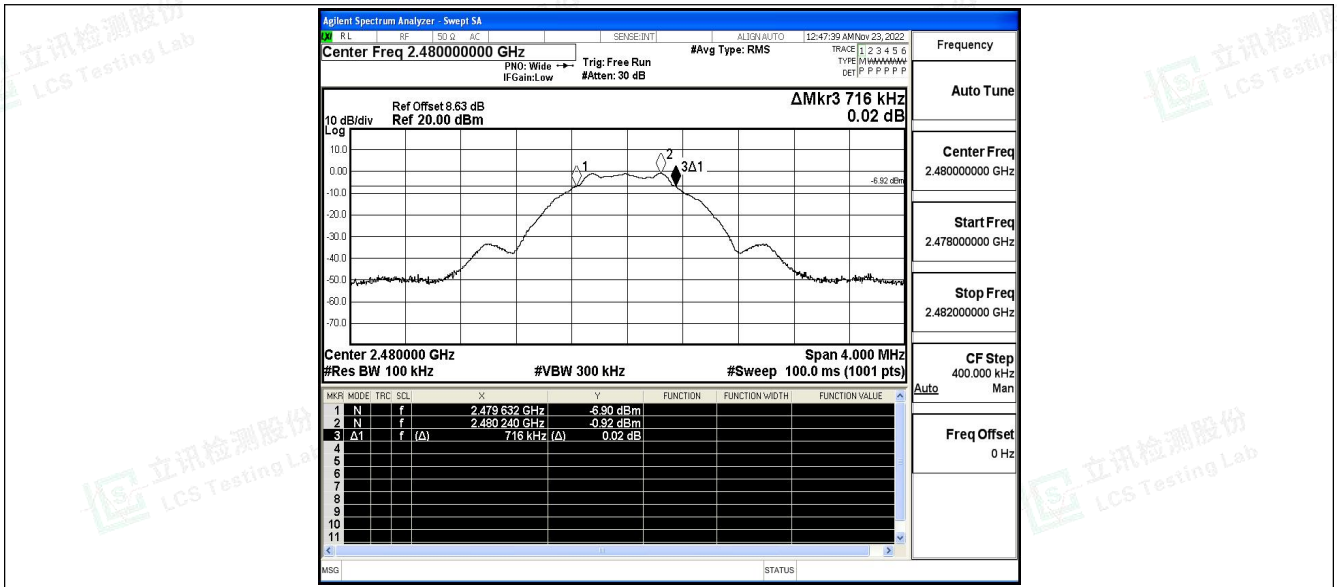 Agilent Spectrum Analyzer - Swept SA
RL RF 50 Ω AC SENSE:INT ALIGN AUTO 12:47:39 AM Nov 23, 2022
Center Freq 2.480000000 GHz #Avg Type: RMS TRACE 1 2 3 4 5 6
PNO: Wide Trig: Free Run TYPE MWWWWW
IFGain:Low #Atten: 30 dB DET P P P P P P
Frequency
Auto Tune
Center Freq
2.480000000 GHz
Start Freq
2.478000000 GHz
Stop Freq
2.482000000 GHz
CF Step
400.000 kHz
Auto Man
Freq Offset
0 Hz
ΔMkr3 716 kHz
0.02 dB
Ref Offset 8.63 dB
10 dB/div Ref 20.00 dBm
Log
10.0
0.00
-10.0
-20.0
-30.0
-40.0
-50.0
-60.0
-70.0
1
2
3Δ1
-6.92 dBm
Center 2.480000 GHz Span 4.000 MHz
#Res BW 100 kHz #VBW 300 kHz #Sweep 100.0 ms (1001 pts)
MKR MODE TRC SCL X Y FUNCTION FUNCTION WIDTH FUNCTION VALUE
1 N f 2.479 632 GHz -6.90 dBm
2 N f 2.480 240 GHz -0.92 dBm
3 Δ1 f (Δ) 716 kHz (Δ) 0.02 dB
4
5
6
7
8
9
10
11
MSG STATUS
立讯检测股份
LCS Testing Lab
立讯检测股份
LCS Testing Lab
立讯检测股份
LCS Testing Lab
立讯检测股份
LCS Testing Lab